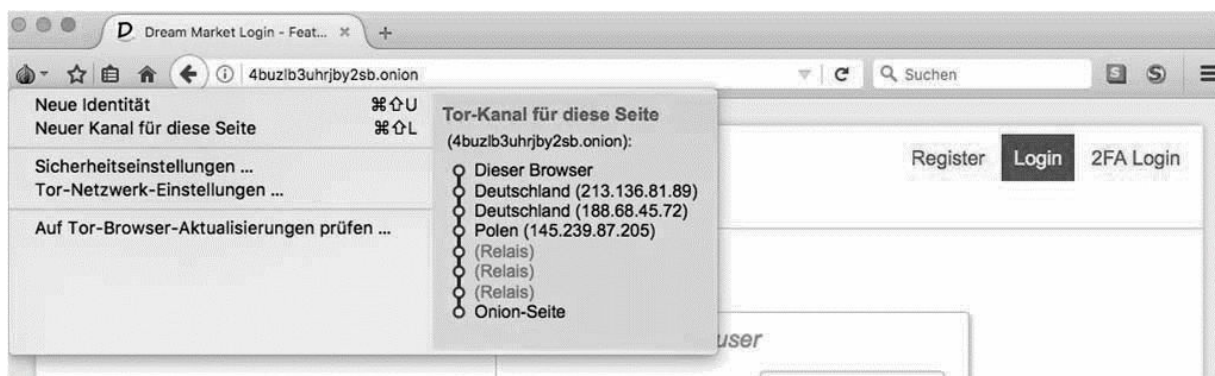 Dream Market Login - Feat...
4buzlb3uhrjby2sb.onion
Suchen
Neue Identität ⌘⇧U
Neuer Kanal für diese Seite ⌘⇧L
Sicherheitseinstellungen ...
Tor-Netzwerk-Einstellungen ...
Auf Tor-Browser-Aktualisierungen prüfen ...
Tor-Kanal für diese Seite
(4buzlb3uhrjby2sb.onion):
Dieser Browser
Deutschland (213.136.81.89)
Deutschland (188.68.45.72)
Polen (145.239.87.205)
(Relais)
(Relais)
(Relais)
Onion-Seite
Register Login 2FA Login
user